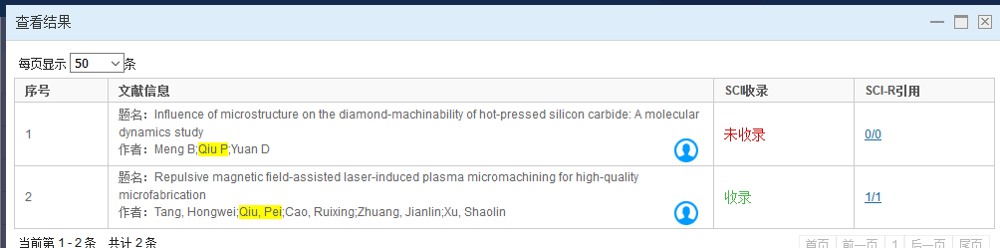 查看结果
每页显示 50 条
序号 文献信息 SCI收录 SCI-R引用
题名：Influence of microstructure on the diamond-machinability of hot-pressed silicon carbide: A molecular
dynamics study
1 未收录 0/0
作者：Meng B;Qiu P;Yuan D
题名：Repulsive magnetic field-assisted laser-induced plasma micromachining for high-quality
microfabrication
2 收录 1/1
作者：Tang, Hongwei;Qiu, Pei;Cao, Ruixing;Zhuang, Jianlin;Xu, Shaolin
当前第 1 - 2 条 共计 2 条 首页 前一页 1 后一页 尾页